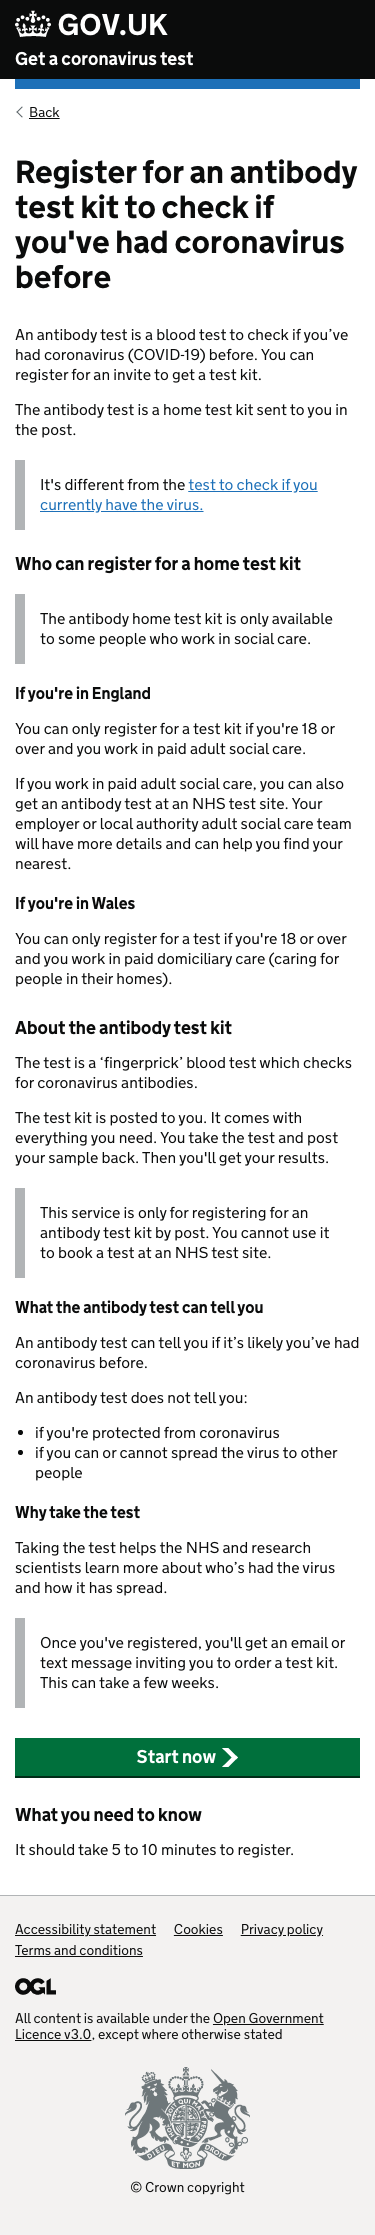 GOV.UK
Get a coronavirus test
Back
Register for an antibody
test kit to check if
you've had coronavirus
before
An antibody test is a blood test to check if you’ve
had coronavirus (COVID-19) before. You can
register for an invite to get a test kit.
The antibody test is a home test kit sent to you in
the post.
It's different from the test to check if you
currently have the virus.
Who can register for a home test kit
The antibody home test kit is only available
to some people who work in social care.
If you're in England
You can only register for a test kit if you're 18 or
over and you work in paid adult social care.
If you work in paid adult social care, you can also
get an antibody test at an NHS test site. Your
employer or local authority adult social care team
will have more details and can help you find your
nearest.
If you're in Wales
You can only register for a test if you're 18 or over
and you work in paid domiciliary care (caring for
people in their homes).
About the antibody test kit
The test is a ‘fingerprick’ blood test which checks
for coronavirus antibodies.
The test kit is posted to you. It comes with
everything you need. You take the test and post
your sample back. Then you'll get your results.
This service is only for registering for an
antibody test kit by post. You cannot use it
to book a test at an NHS test site.
What the antibody test can tell you
An antibody test can tell you if it’s likely you’ve had
coronavirus before.
An antibody test does not tell you:
• if you're protected from coronavirus
• if you can or cannot spread the virus to other
people
Why take the test
Taking the test helps the NHS and research
scientists learn more about who’s had the virus
and how it has spread.
Once you've registered, you'll get an email or
text message inviting you to order a test kit.
This can take a few weeks.
Start now
What you need to know
It should take 5 to 10 minutes to register.
Accessibility statement Cookies Privacy policy
Terms and conditions
OGL
All content is available under the Open Government
Licence v3.0, except where otherwise stated
DIEU ET MON DROIT
© Crown copyright